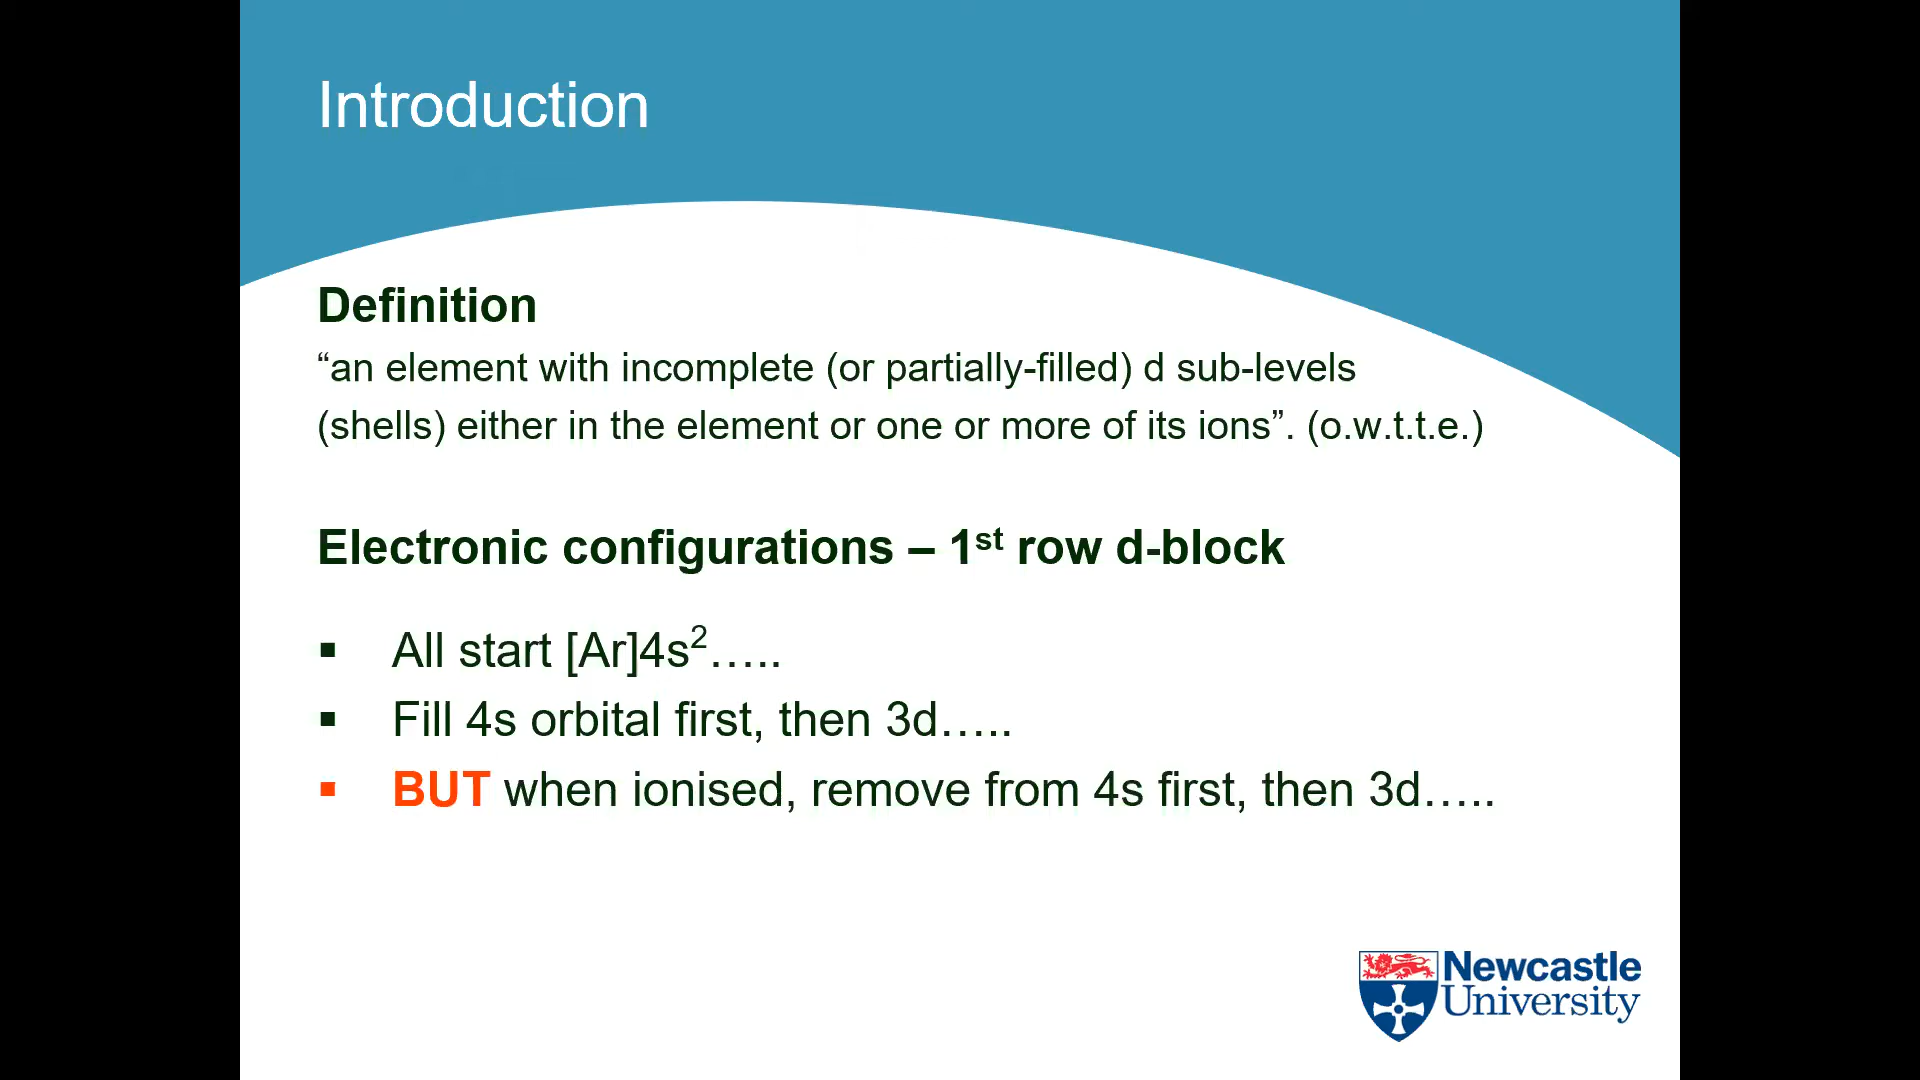 Introduction
Definition
“an element with incomplete (or partially-filled) d sub-levels
(shells) either in the element or one or more of its ions”. (o.w.t.t.e.)
Electronic configurations – 1st row d-block
▪ All start [Ar]4s²…..
▪ Fill 4s orbital first, then 3d…..
▪ BUT when ionised, remove from 4s first, then 3d…..
Newcastle
University